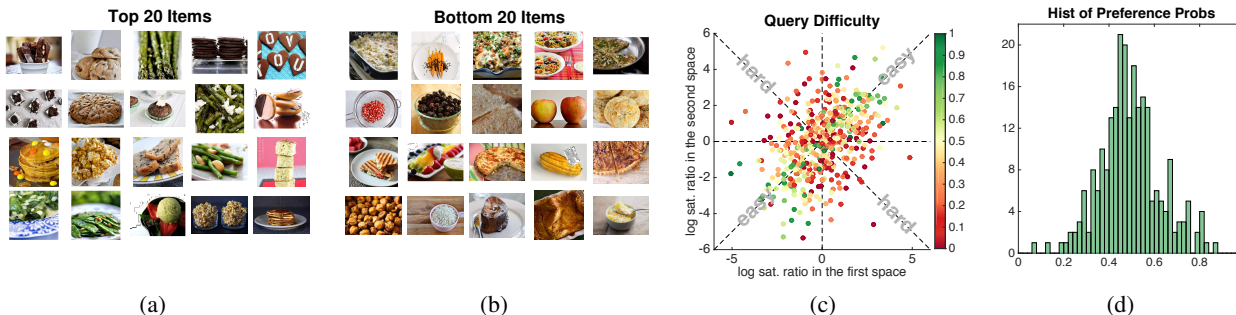 Top 20 Items
Bottom 20 Items
Query Difficulty
Hist of Preference Probs
YOY
YOU
log sat. ratio in the second space
6
4
2
0
-2
-4
-6
-5
0
5
log sat. ratio in the first space
hard
easy
easy
hard
1
0.9
0.8
0.7
0.6
0.5
0.4
0.3
0.2
0.1
0
20
15
10
5
0
0
0.2
0.4
0.6
0.8
(a)
(b)
(c)
(d)